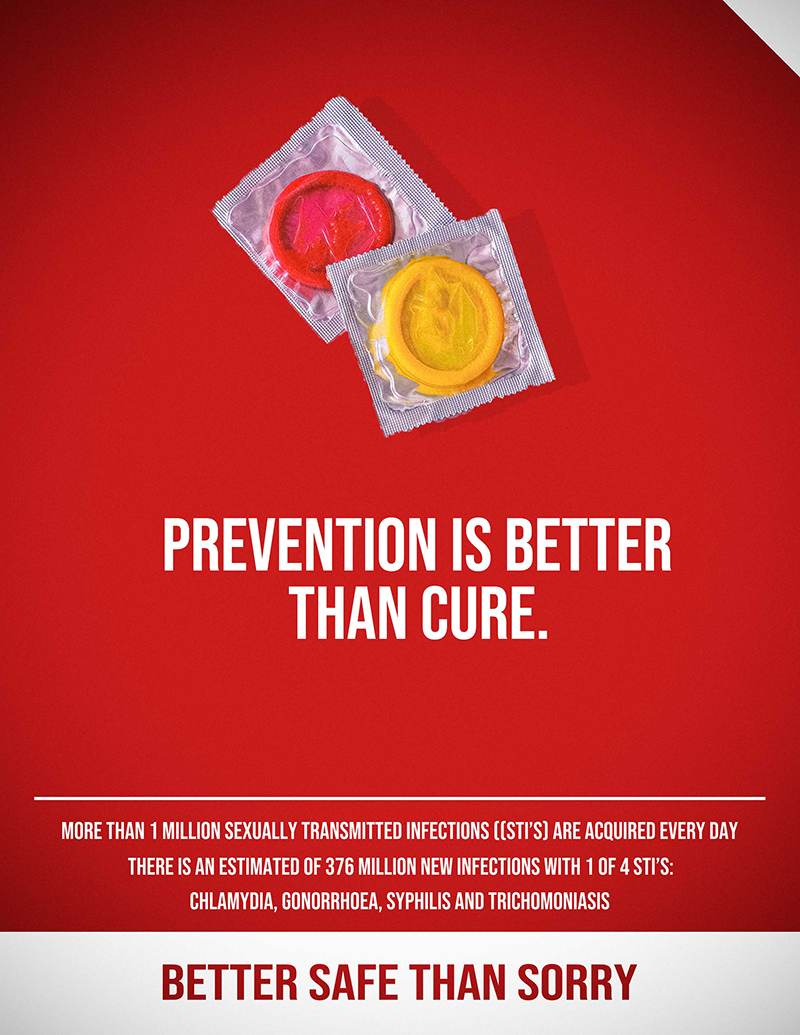 PREVENTION IS BETTER
THAN CURE.
MORE THAN 1 MILLION SEXUALLY TRANSMITTED INFECTIONS ((STI'S) ARE ACQUIRED EVERY DAY
THERE IS AN ESTIMATED OF 376 MILLION NEW INFECTIONS WITH 1 OF 4 STI'S:
CHLAMYDIA, GONORRHOEA, SYPHILIS AND TRICHOMONIASIS
BETTER SAFE THAN SORRY